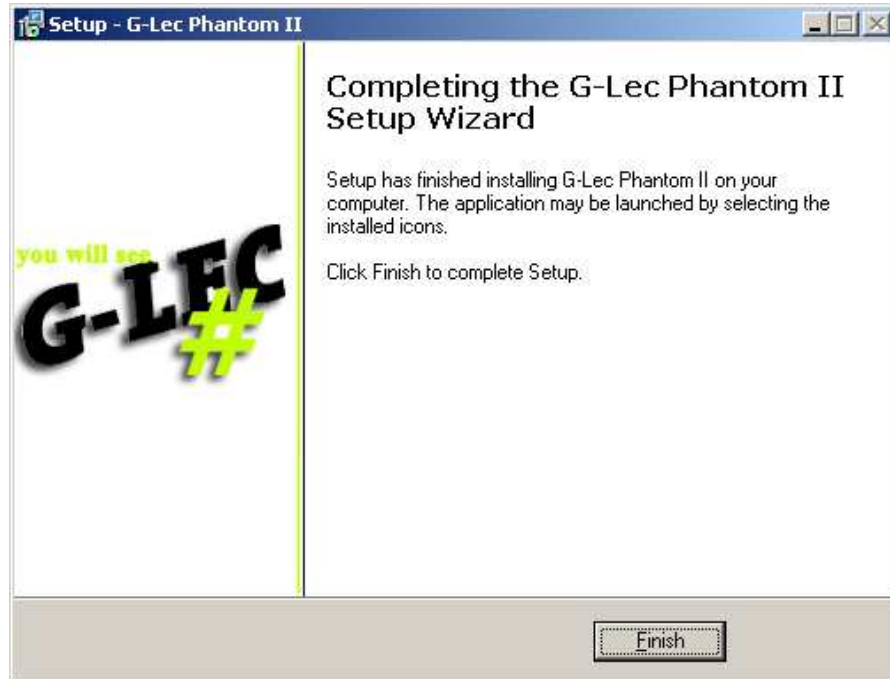 Setup - G-Lec Phantom II
Completing the G-Lec Phantom II
Setup Wizard
Setup has finished installing G-Lec Phantom II on your
computer. The application may be launched by selecting the
installed icons.
Click Finish to complete Setup.
you will see
G-LEC
#
Finish